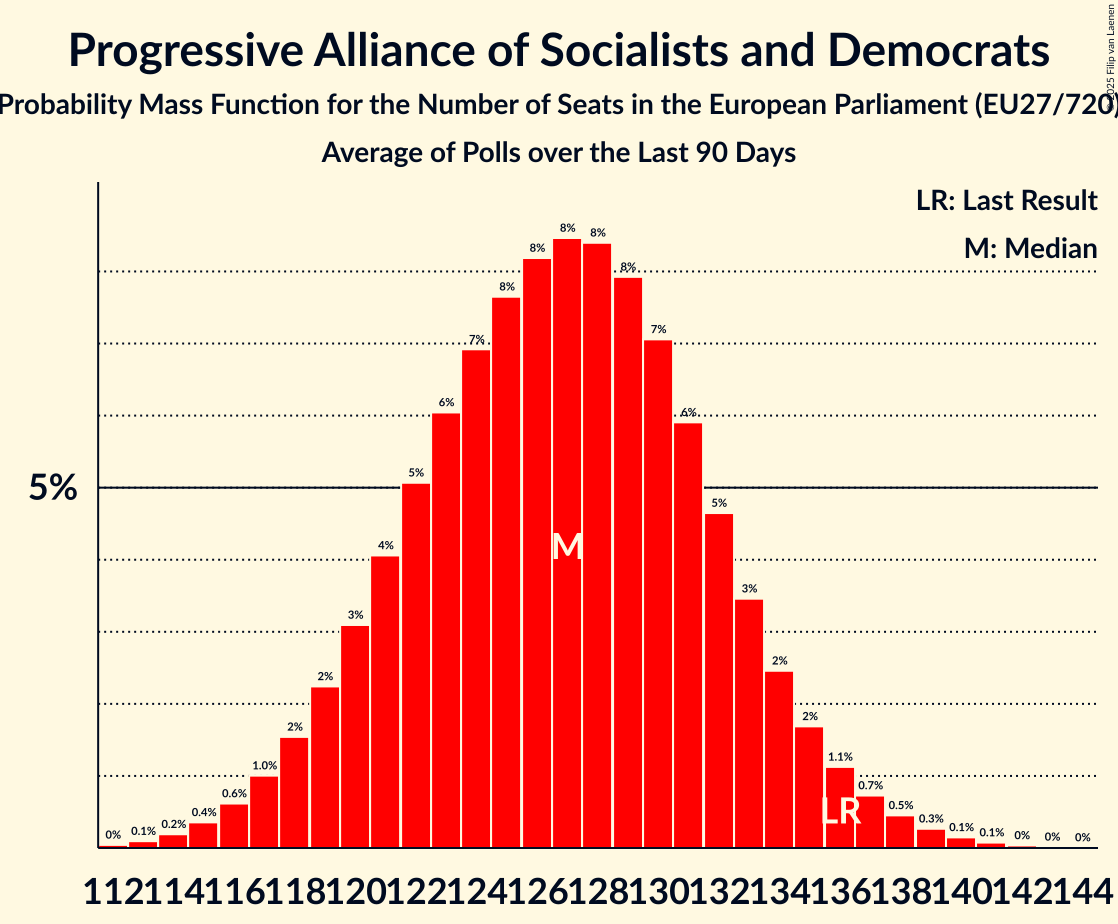 Progressive Alliance of Socialists and Democrats
Probability Mass Function for the Number of Seats in the European Parliament (EU27/720)
Average of Polls over the Last 90 Days
© 2025 Filip van Laenen
LR: Last Result
M: Median
5%
0% 0.1% 0.2% 0.4% 0.6% 1.0% 2% 2% 3% 4% 5% 6% 7% 8% 8% 8% 8% 8% 7% 6% 5% 3% 2% 2% 1.1% 0.7% 0.5% 0.3% 0.1% 0.1% 0% 0% 0%
M
LR
112 114 116 118 120 122 124 126 128 130 132 134 136 138 140 142 144